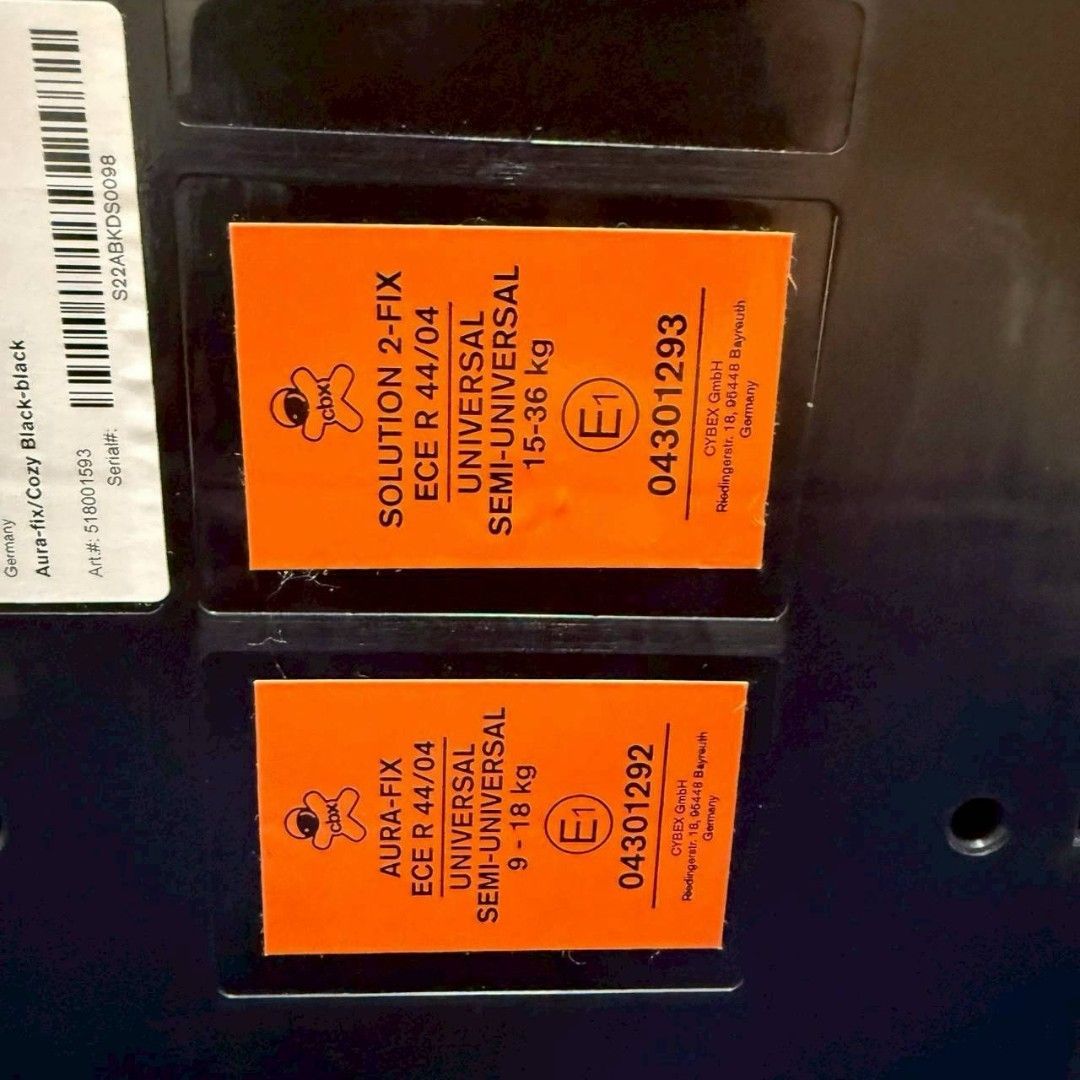 Germany
Aura-fix/Cozy Black-black
Art.#: 518001593
Serial#: S22ABKDS0098
cbx
SOLUTION 2-FIX
ECE R 44/04
UNIVERSAL
SEMI-UNIVERSAL
15-36 kg
E1
04301293
CYBEX GmbH
Riedingerstr. 18, 95448 Bayreuth
Germany
cbx
AURA-FIX
ECE R 44/04
UNIVERSAL
SEMI-UNIVERSAL
9 - 18 kg
E1
04301292
CYBEX GmbH
Riedingerstr. 18, 95448 Bayreuth
Germany